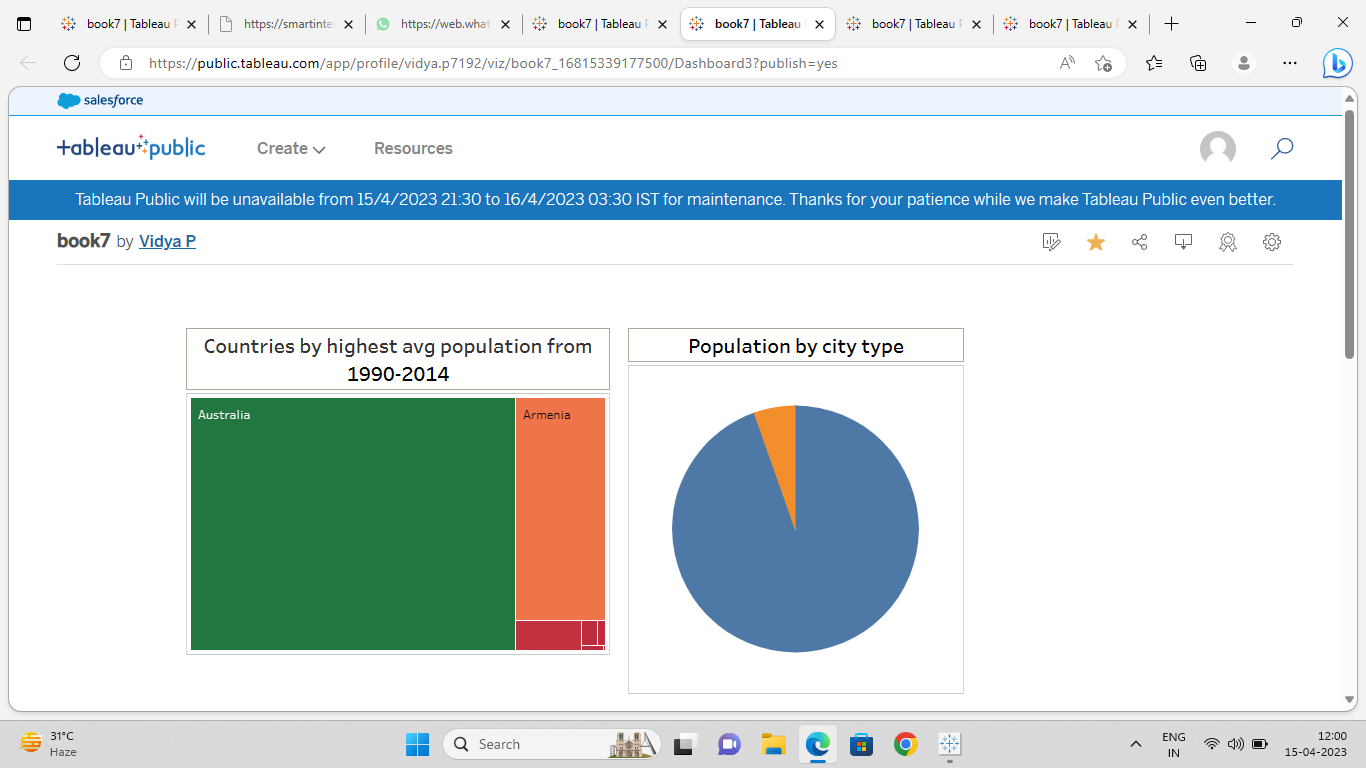 book7 | Tableau P
https://smartinte
https://web.what
book7 | Tableau P
book7 | Tableau
book7 | Tableau P
book7 | Tableau P
https://public.tableau.com/app/profile/vidya.p7192/viz/book7_16815339177500/Dashboard3?publish=yes
salesforce
+ableau public
Create
Resources
Tableau Public will be unavailable from 15/4/2023 21:30 to 16/4/2023 03:30 IST for maintenance. Thanks for your patience while we make Tableau Public even better.
book7 by Vidya P
Countries by highest avg population from
1990-2014
Population by city type
Australia
Armenia
31°C
Haze
Search
ENG
IN
12:00
15-04-2023